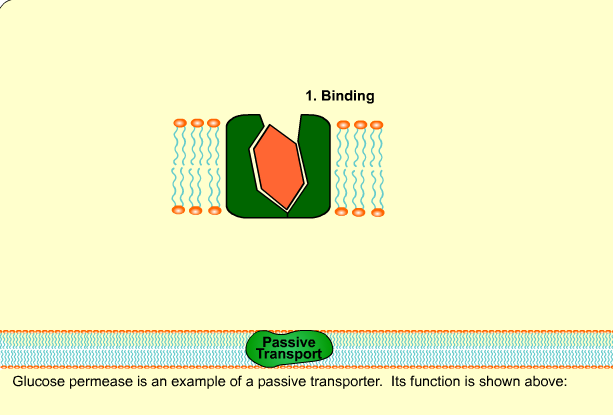 1. Binding
Passive
Transport
Glucose permease is an example of a passive transporter.  Its function is shown above: